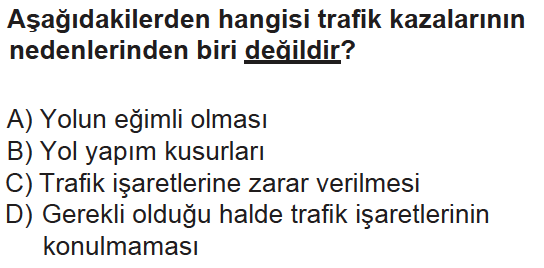 Aşağıdakilerden hangisi trafik kazalarının
nedenlerinden biri değildir?
A) Yolun eğimli olması
B) Yol yapım kusurları
C) Trafik işaretlerine zarar verilmesi
D) Gerekli olduğu halde trafik işaretlerinin
konulmaması